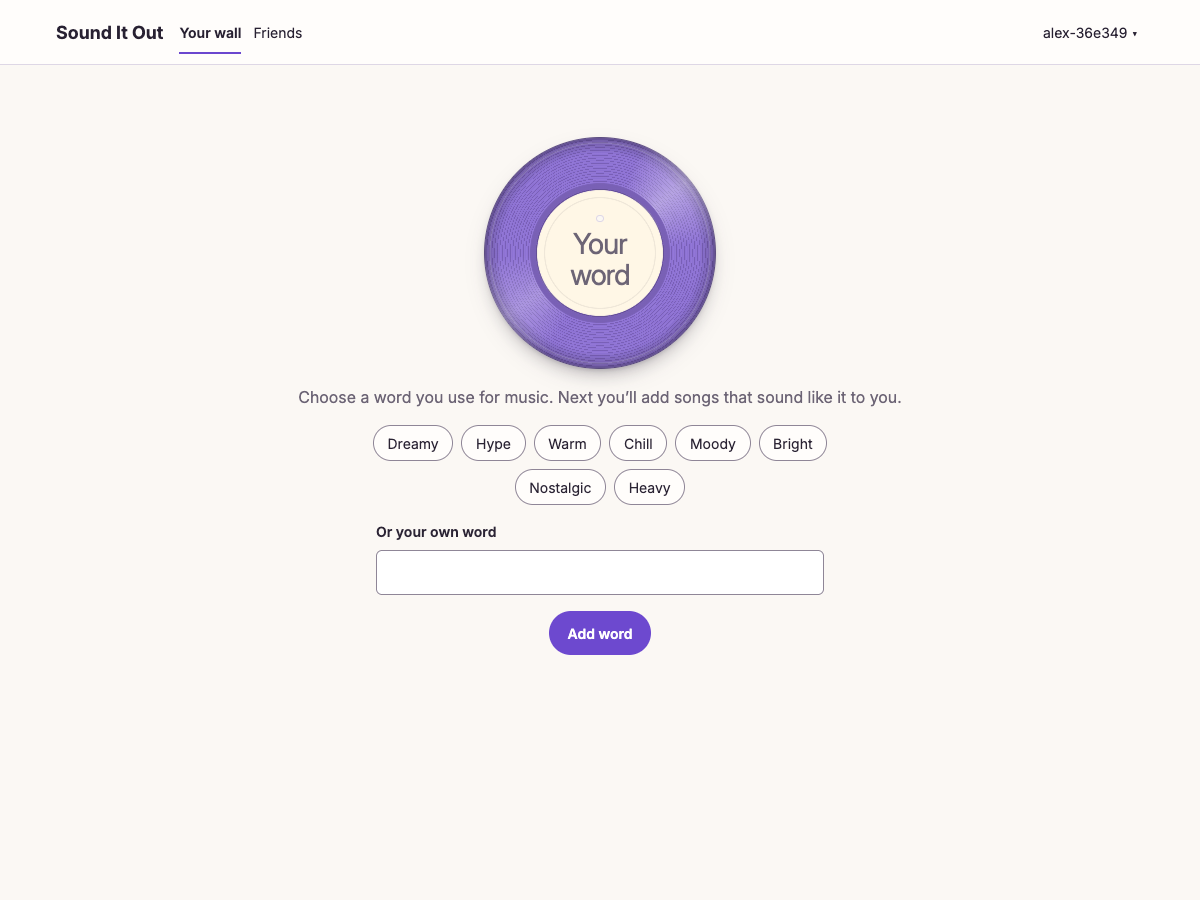 Sound It Out Your wall Friends alex-36e349 ▾
Your
word
Choose a word you use for music. Next you’ll add songs that sound like it to you.
Dreamy Hype Warm Chill Moody Bright
Nostalgic Heavy
Or your own word
Add word